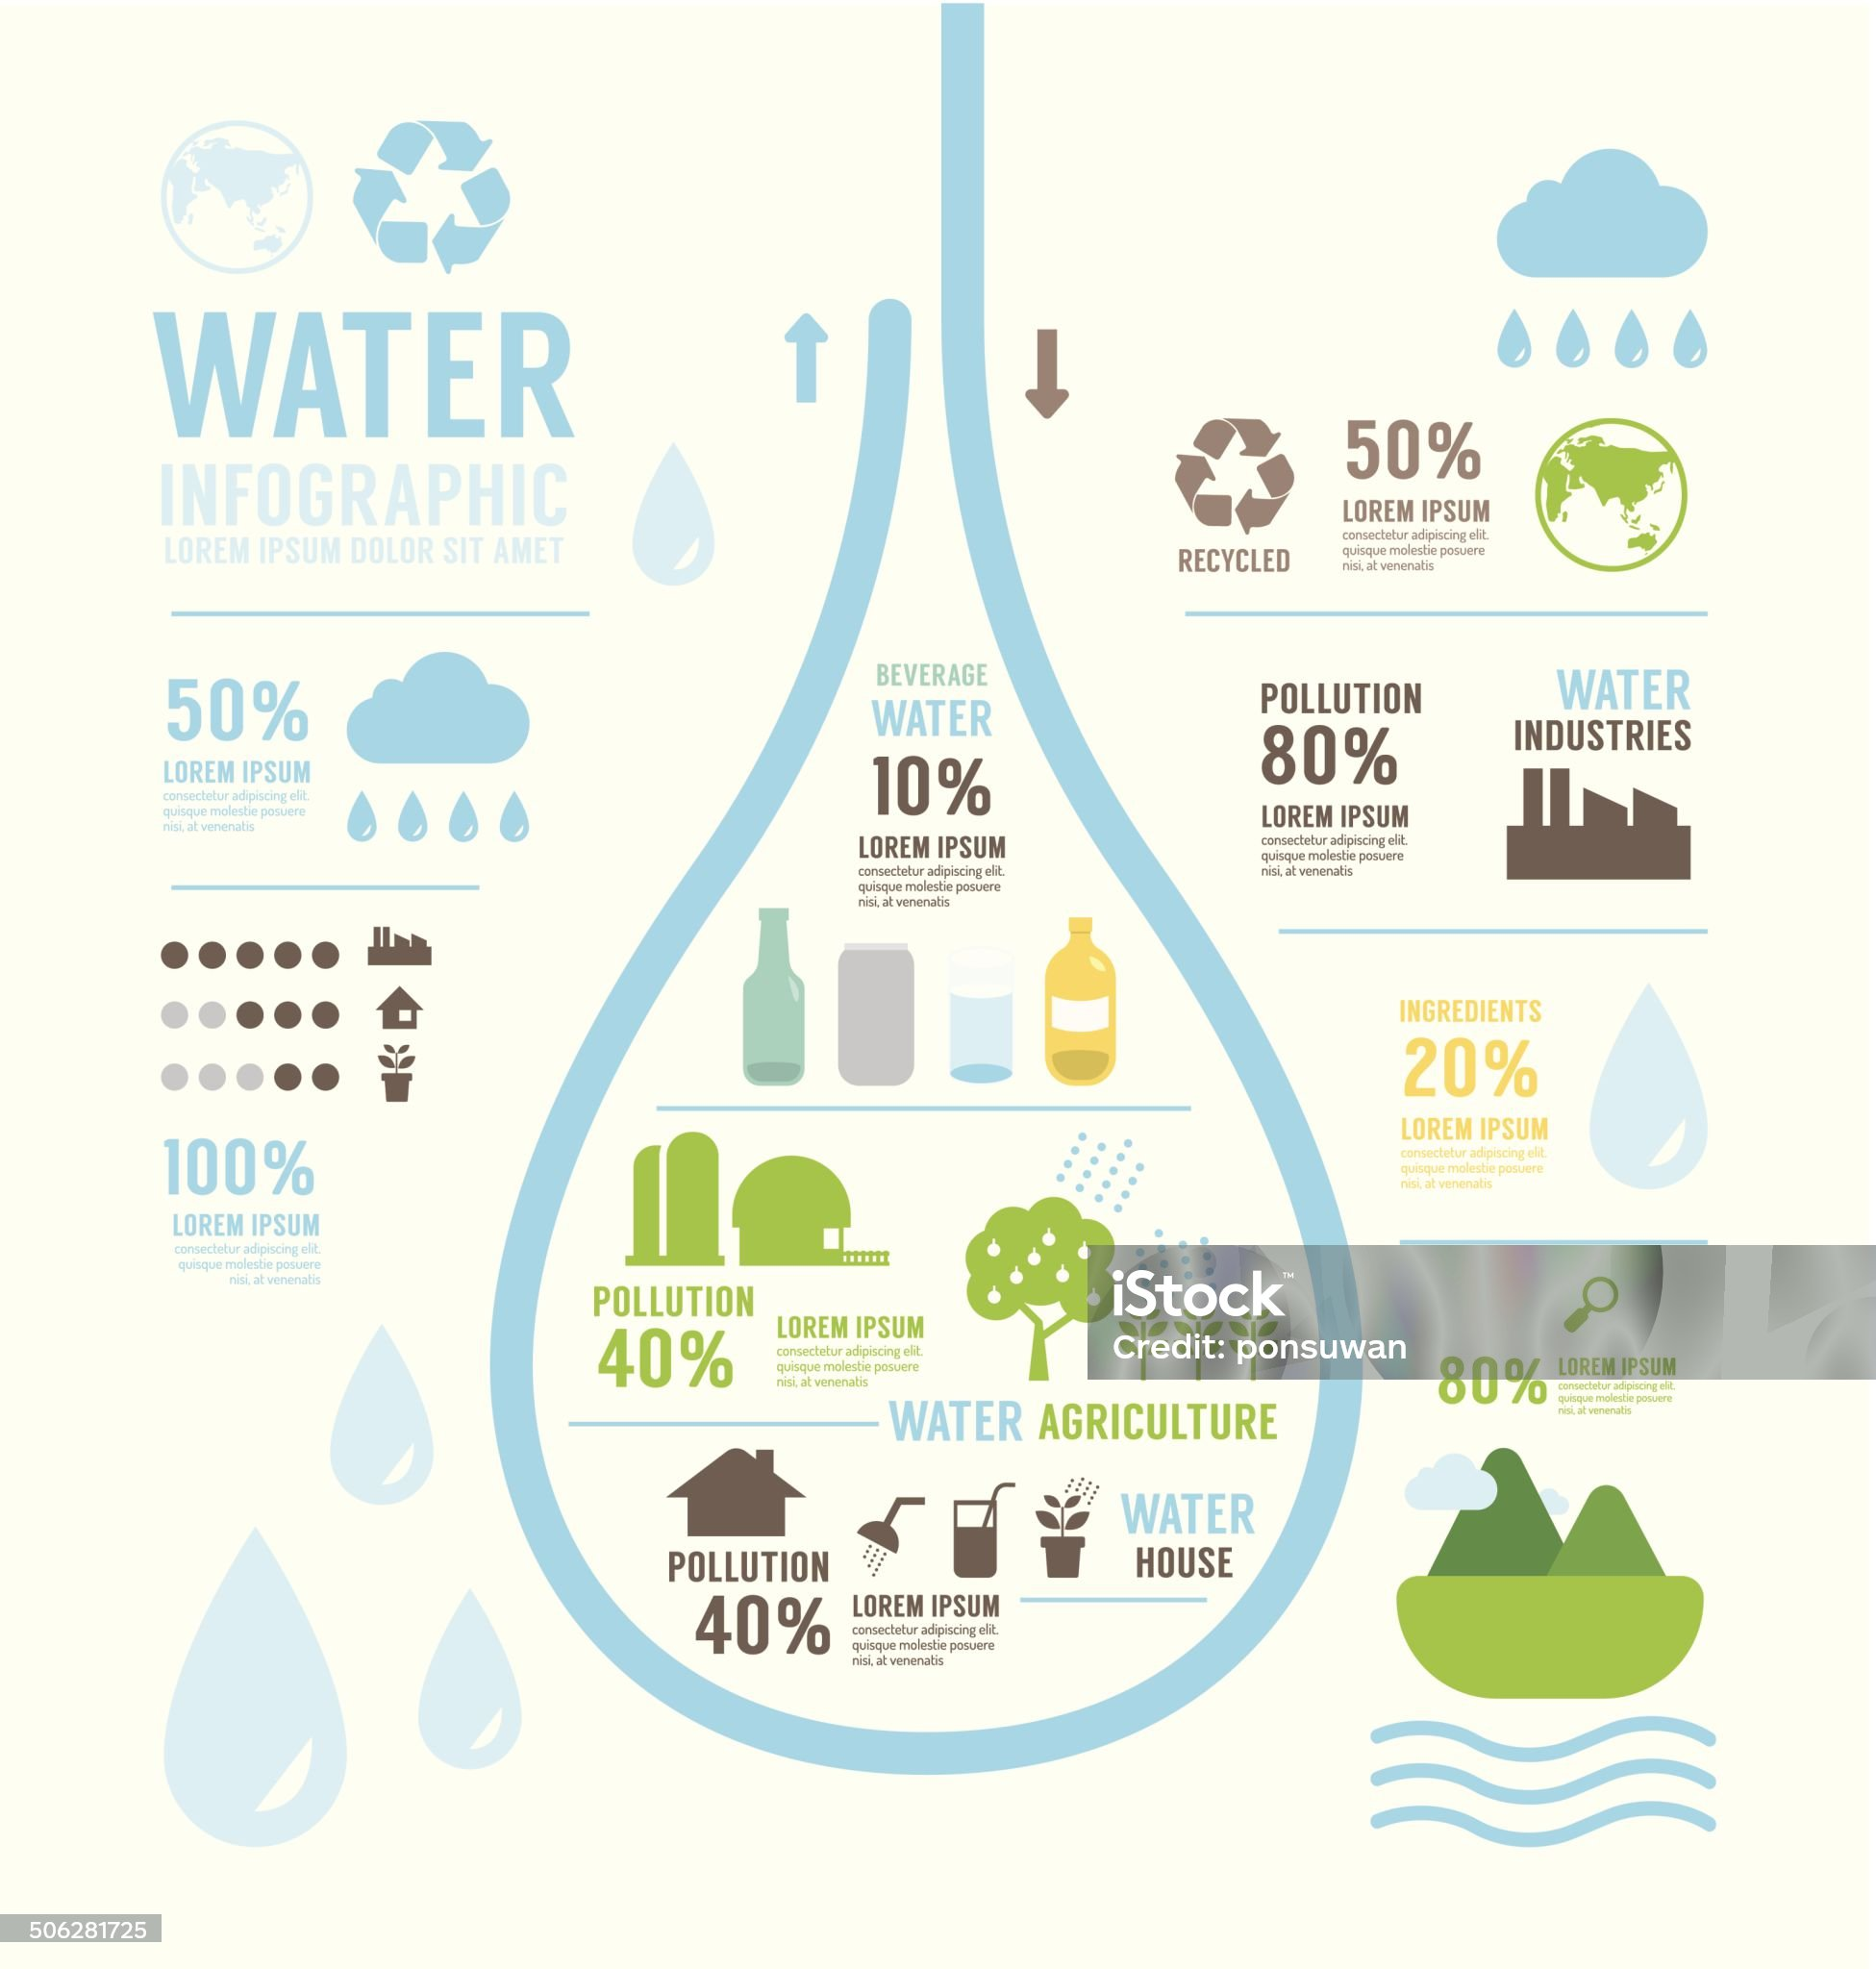 WATER
INFOGRAPHIC
LOREM IPSUM DOLOR SIT AMET
50%
LOREM IPSUM
consectetur adipiscing elit.
quisque molestie posuere
nisi, at venenatis
100%
LOREM IPSUM
consectetur adipiscing elit.
quisque molestie posuere
nisi, at venenatis
BEVERAGE
WATER
10%
LOREM IPSUM
consectetur adipiscing elit.
quisque molestie posuere
nisi, at venenatis
POLLUTION
40%
LOREM IPSUM
consectetur adipiscing elit.
quisque molestie posuere
nisi, at venenatis
WATER AGRICULTURE
POLLUTION
40%
LOREM IPSUM
consectetur adipiscing elit.
quisque molestie posuere
nisi, at venenatis
WATER
HOUSE
RECYCLED
50%
LOREM IPSUM
consectetur adipiscing elit.
quisque molestie posuere
nisi, at venenatis
POLLUTION
80%
LOREM IPSUM
consectetur adipiscing elit.
quisque molestie posuere
nisi, at venenatis
WATER
INDUSTRIES
INGREDIENTS
20%
LOREM IPSUM
consectetur adipiscing elit.
quisque molestie posuere
nisi, at venenatis
iStock™
Credit: ponsuwan
80%
LOREM IPSUM
consectetur adipiscing elit.
quisque molestie posuere
nisi, at venenatis
506281725